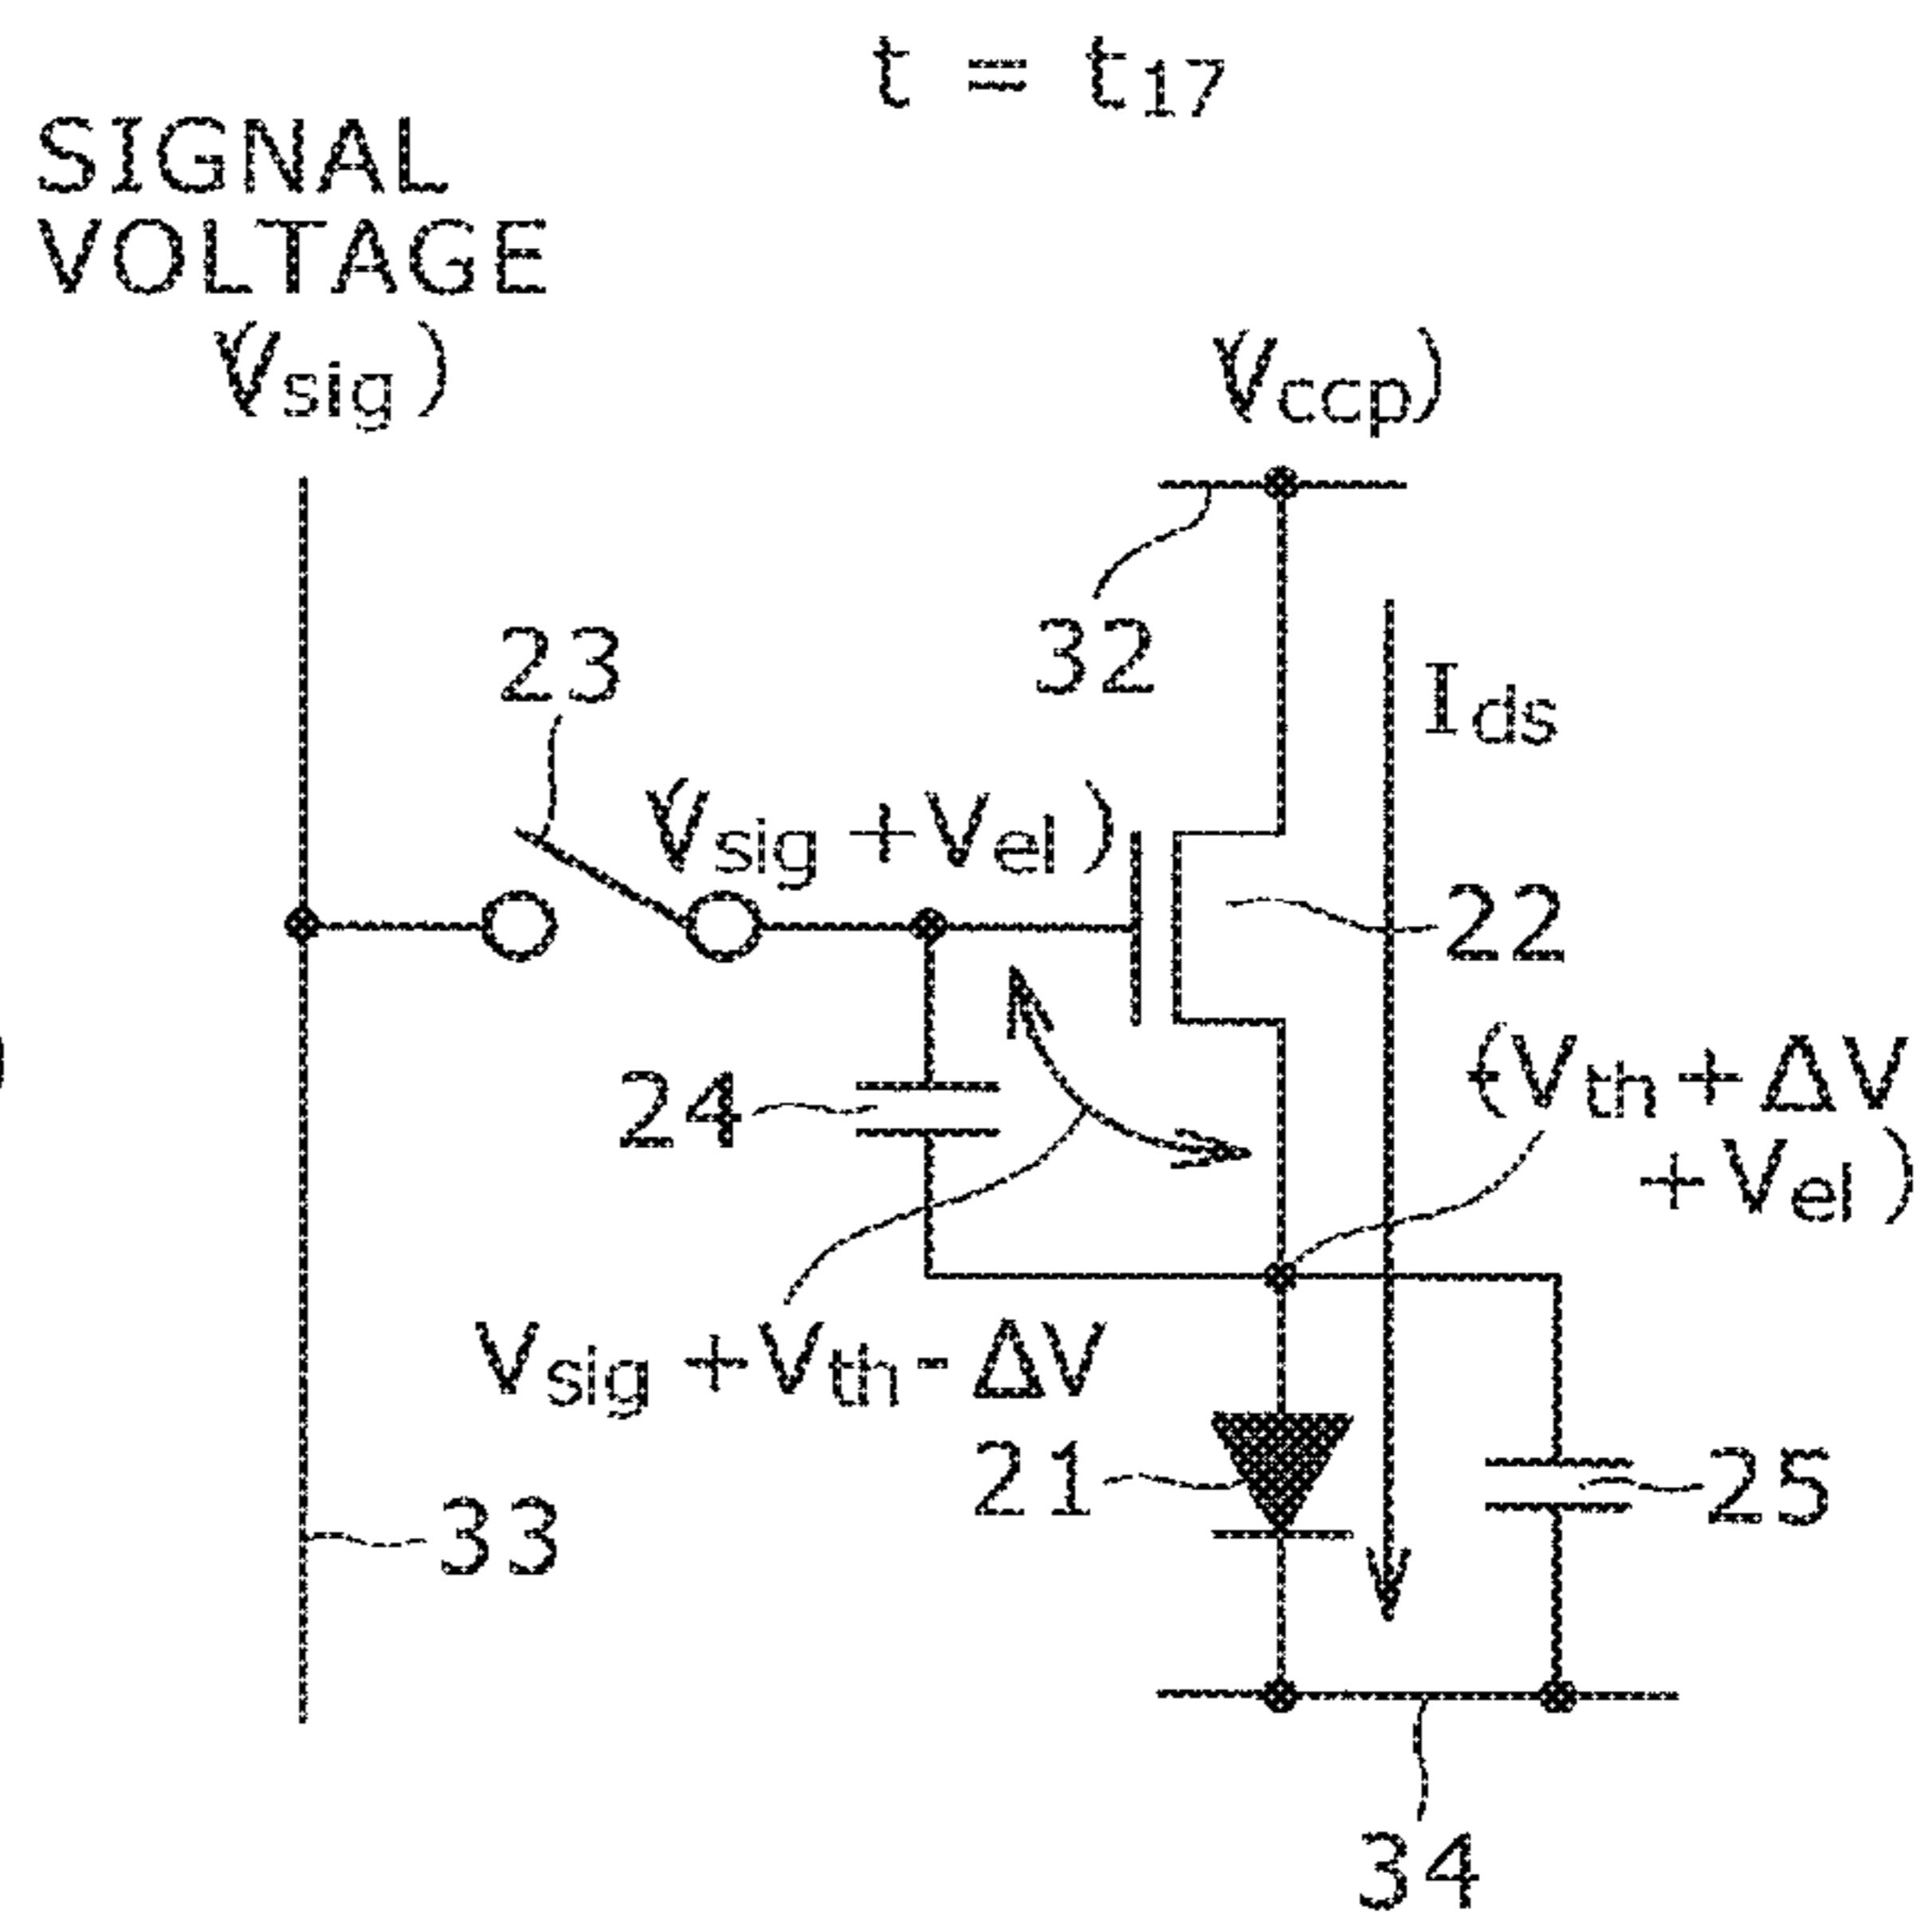 t = t17
SIGNAL
VOLTAGE
(Vsig)
(Vccp)
32
23
Ids
(Vsig+Vel)
22
24
(-Vth+ΔV
+Vel)
Vsig+Vth-ΔV
21
25
33
34